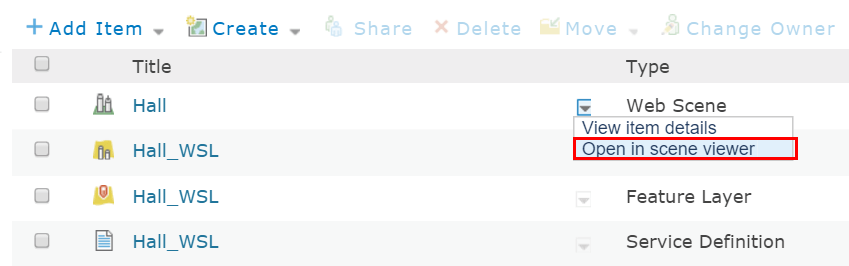 + Add Item Create Share Delete Move Change Owner
Title Type
Hall Web Scene
View item details
Hall_WSL Open in scene viewer
Hall_WSL Feature Layer
Hall_WSL Service Definition